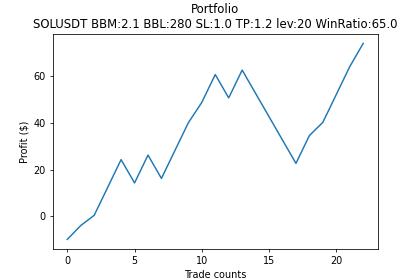 Portfolio
SOLUSDT BBM:2.1 BBL:280 SL:1.0 TP:1.2 lev:20 WinRatio:65.0
Profit ($)
60
40
20
0
0 5 10 15 20
Trade counts